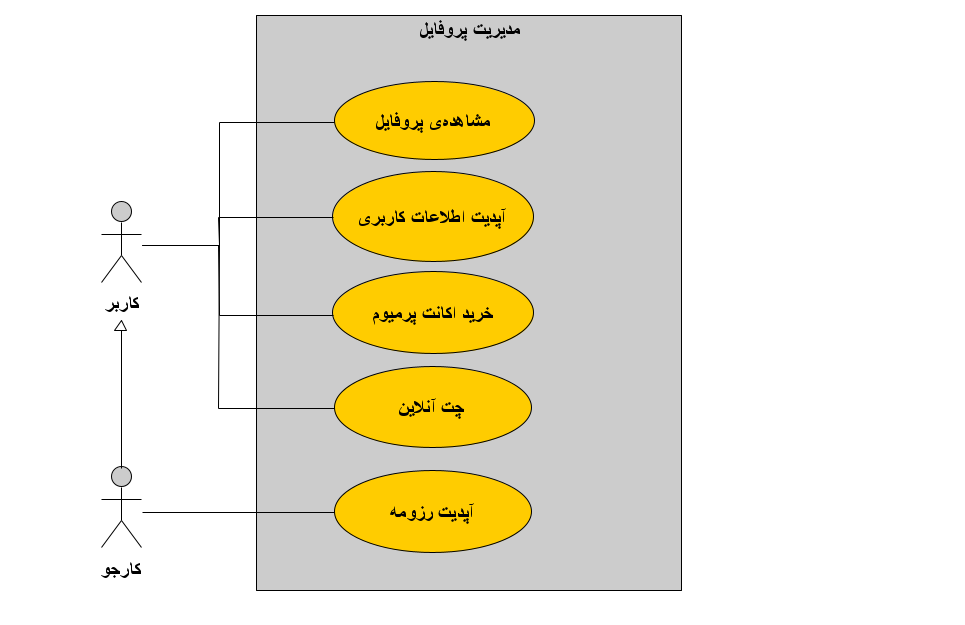 مدیریت پروفایل
مشاهده‌ی پروفایل
آپدیت اطلاعات کاربری
خرید اکانت پرمیوم
چت آنلاین
آپدیت رزومه
کاربر
کارجو